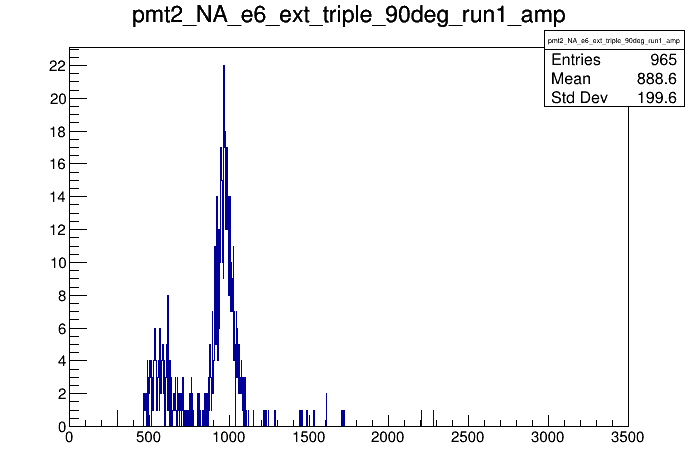 pmt2_NA_e6_ext_triple_90deg_run1_amp
pmt2_NA_e6_ext_triple_90deg_run1_amp
Entries 965
Mean 888.6
Std Dev 199.6
22
20
18
16
14
12
10
8
6
4
2
0
0 500 1000 1500 2000 2500 3000 3500